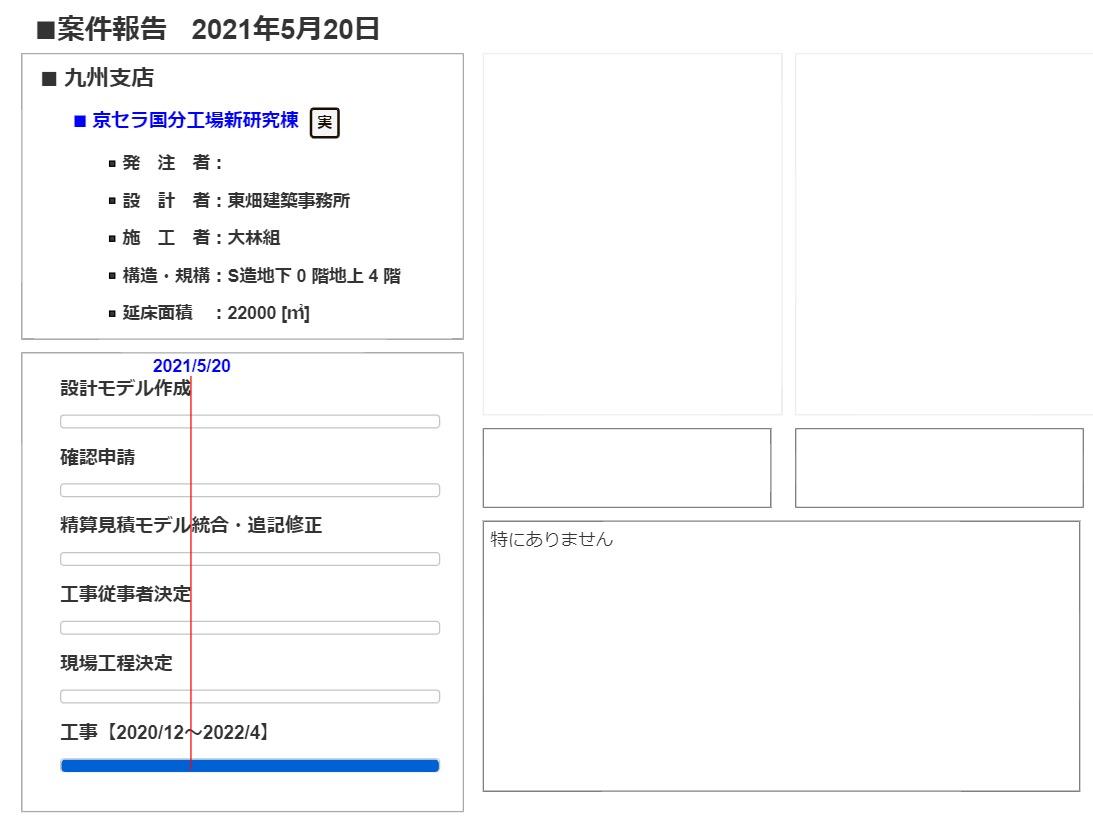 ■案件報告 2021年5月20日
■ 九州支店
■ 京セラ国分工場新研究棟 実
▪ 発　注　者：
▪ 設　計　者：東畑建築事務所
▪ 施　工　者：大林組
▪ 構造・規構：S造地下 0 階地上 4 階
▪ 延床面積　：22000 [㎡]
2021/5/20
設計モデル作成
確認申請
精算見積モデル統合・追記修正
工事従事者決定
現場工程決定
工事【2020/12～2022/4】
特にありません